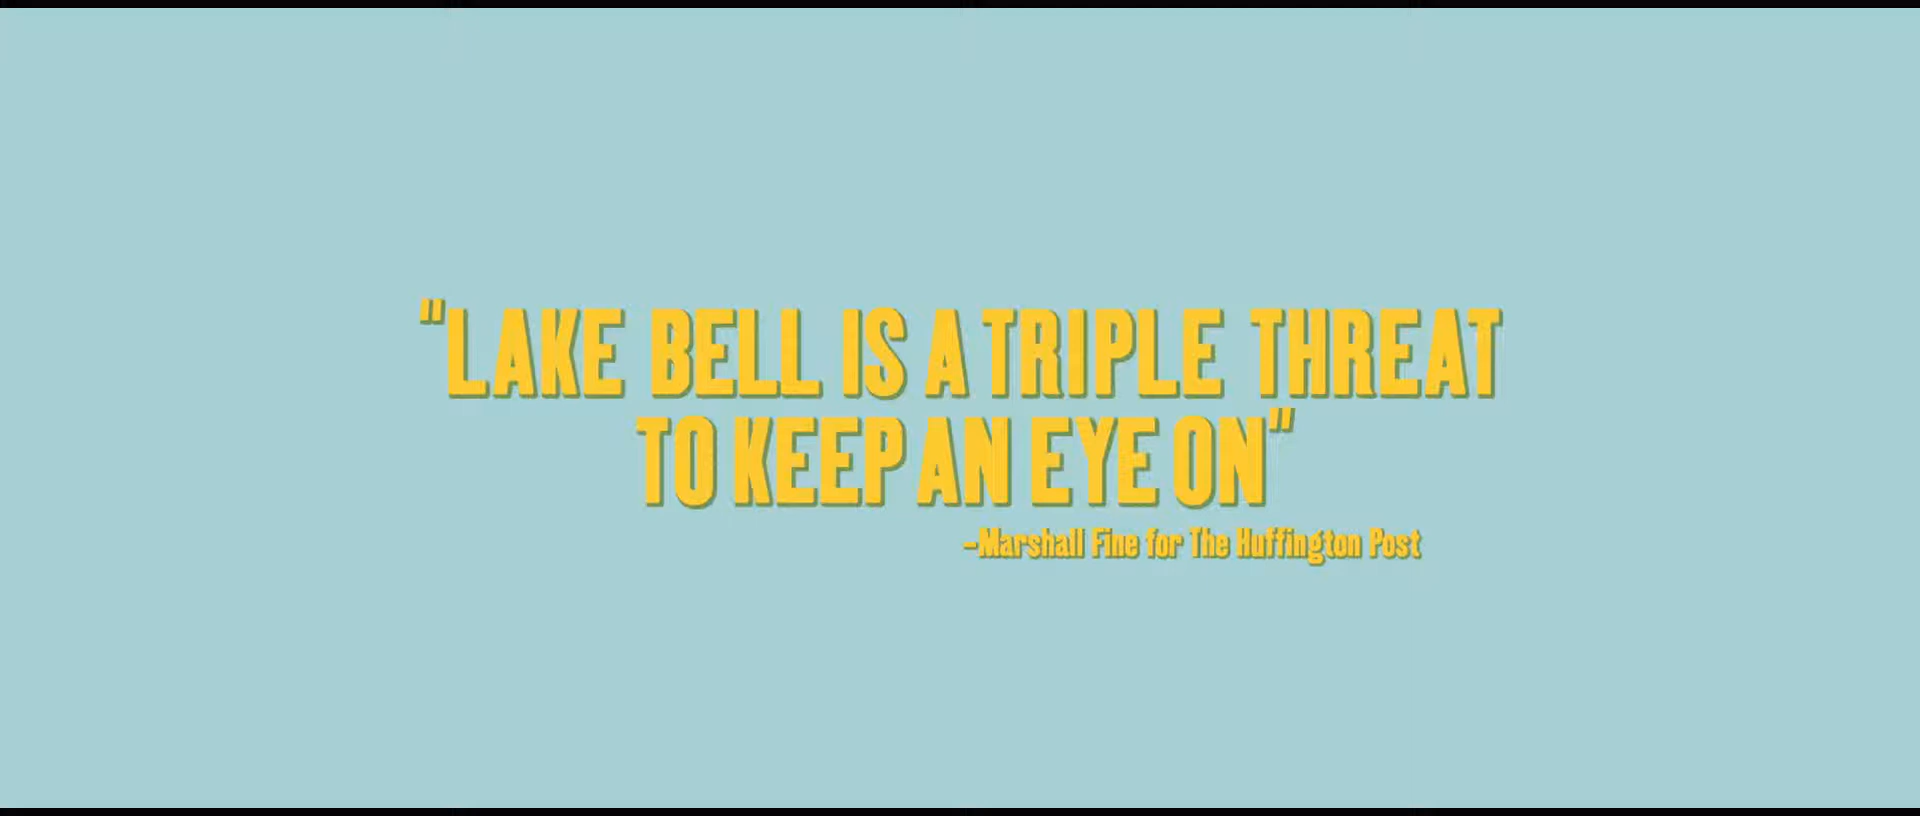 "LAKE BELL IS A TRIPLE THREAT
TO KEEP AN EYE ON"
-Marshall Fine for The Huffington Post